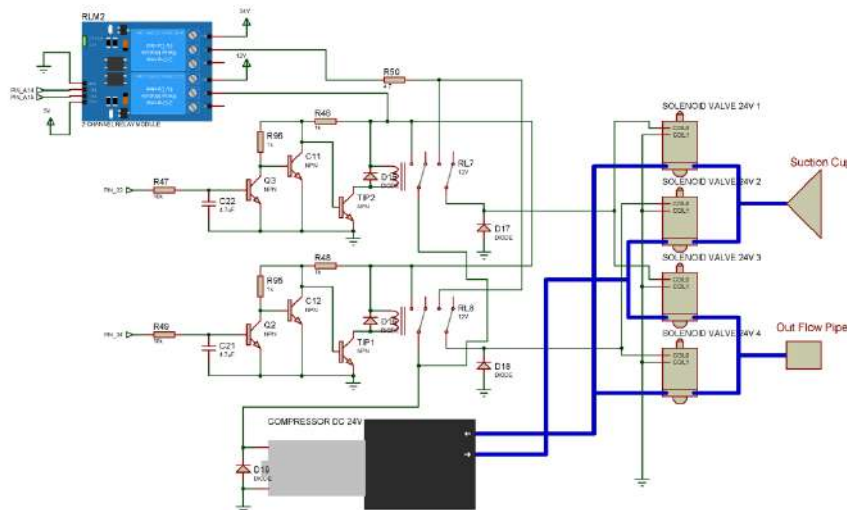 RLM2
24V
12V
5V
PIN_A14
PIN_A15
2 CHANNEL RELAY MODULE
R50
R46
1k
R96
1k
C11
NPN
Q3
NPN
TIP2
NPN
RL7
12V
R47
10k
PIN_33
C22
4.7uF
D17
DIODE
R48
1k
R95
1k
C12
NPN
Q2
NPN
TIP1
NPN
DIODE
RL8
12V
R49
10k
C21
4.7uF
D18
DIODE
COMPRESSOR DC 24V
D19
DIODE
SOLENOID VALVE 24V 1
COIL2
COIL1
SOLENOID VALVE 24V 2
COIL2
COIL1
SOLENOID VALVE 24V 3
COIL2
COIL1
SOLENOID VALVE 24V 4
COIL2
COIL1
Suction Cup
Out Flow Pipe